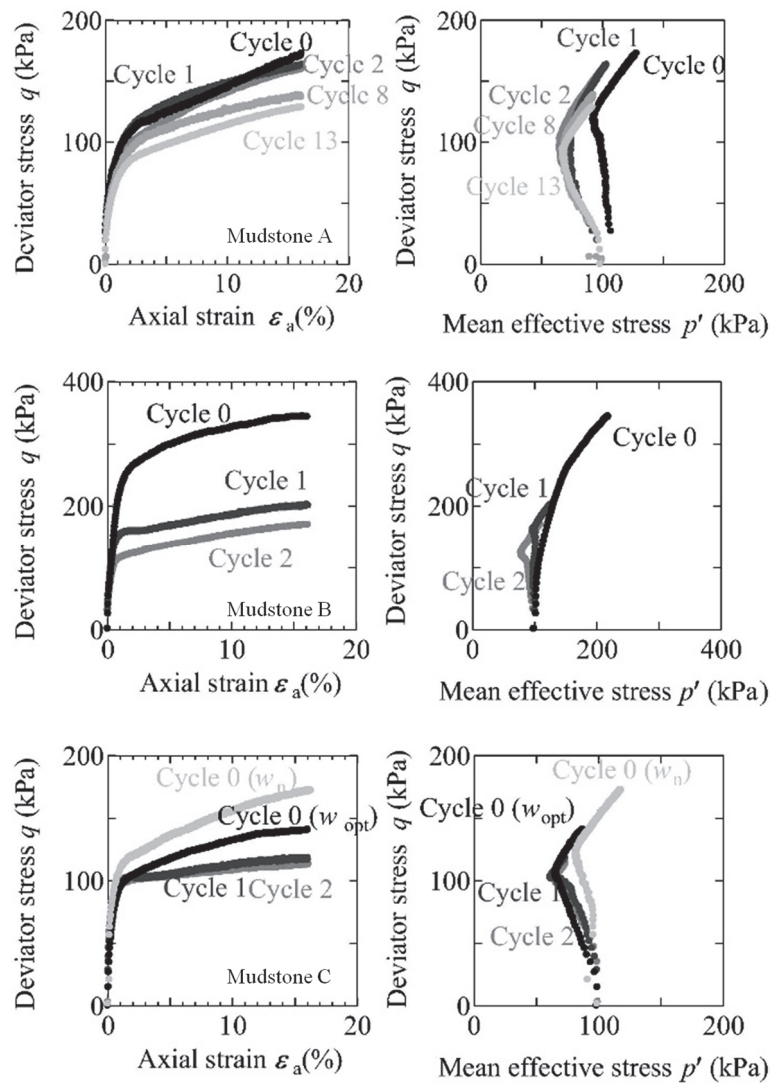 200
100
0
Deviator stress q (kPa)
Cycle 0
Cycle 1
Cycle 2
Cycle 8
Cycle 13
Mudstone A
0 10 20
Axial strain εa(%)
200
100
0
Deviator stress q (kPa)
Cycle 1
Cycle 0
Cycle 2
Cycle 8
Cycle 13
0 100 200
Mean effective stress p′ (kPa)
400
200
0
Deviator stress q (kPa)
Cycle 0
Cycle 1
Cycle 2
Mudstone B
0 10 20
Axial strain εa(%)
400
200
0
Deviator stress q (kPa)
Cycle 0
Cycle 1
Cycle 2
0 200 400
Mean effective stress p′ (kPa)
200
100
0
Deviator stress q (kPa)
Cycle 0 (wn)
Cycle 0 (wopt)
Cycle 1 Cycle 2
Mudstone C
0 10 20
Axial strain εa(%)
200
100
0
Deviator stress q (kPa)
Cycle 0 (wn)
Cycle 0 (wopt)
Cycle 1
Cycle 2
0 100 200
Mean effective stress p′ (kPa)